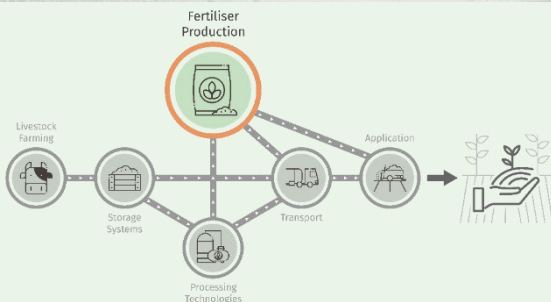 Fertiliser
Production
Livestock
Farming
Application
Storage
Systems
Transport
Processing
Technologies